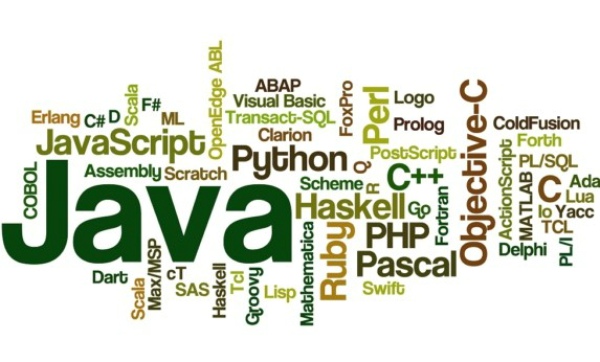 ABAP
Visual Basic
Transact-SQL
Clarion
OpenEdge ABL
FoxPro
Perl
Logo
Prolog
PostScript
Objective-C
ColdFusion
Forth
PL/SQL
ActionScript
MATLAB
C
Ada
Lua
Io
Yacc
TCL
PL/I
Delphi
Erlang
C#
D
Scala
F#
ML
JavaScript
Python
Q
COBOL
Assembly
Scratch
Scheme
R
C++
Java
Haskell
Go
Fortran
PHP
Pascal
Ruby
Mathematica
Swift
Dart
Scala
Max/MSP
cT
SAS
Haskell
Tcl
Groovy
Lisp